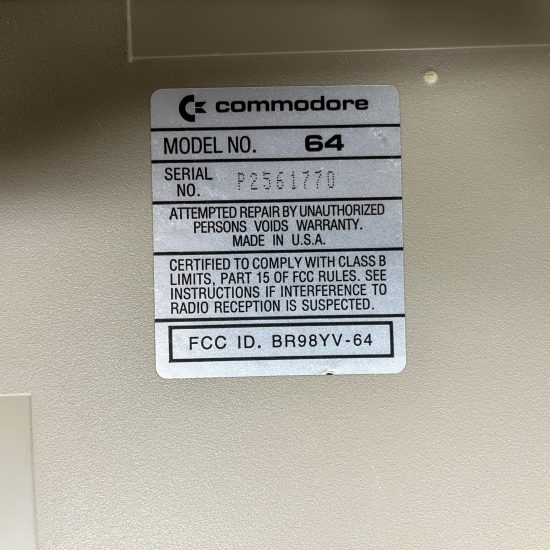 commodore
MODEL NO. 64
SERIAL NO. P2561770
ATTEMPTED REPAIR BY UNAUTHORIZED
PERSONS VOIDS WARRANTY.
MADE IN U.S.A.
CERTIFIED TO COMPLY WITH CLASS B
LIMITS, PART 15 OF FCC RULES. SEE
INSTRUCTIONS IF INTERFERENCE TO
RADIO RECEPTION IS SUSPECTED.
FCC ID. BR98YV-64